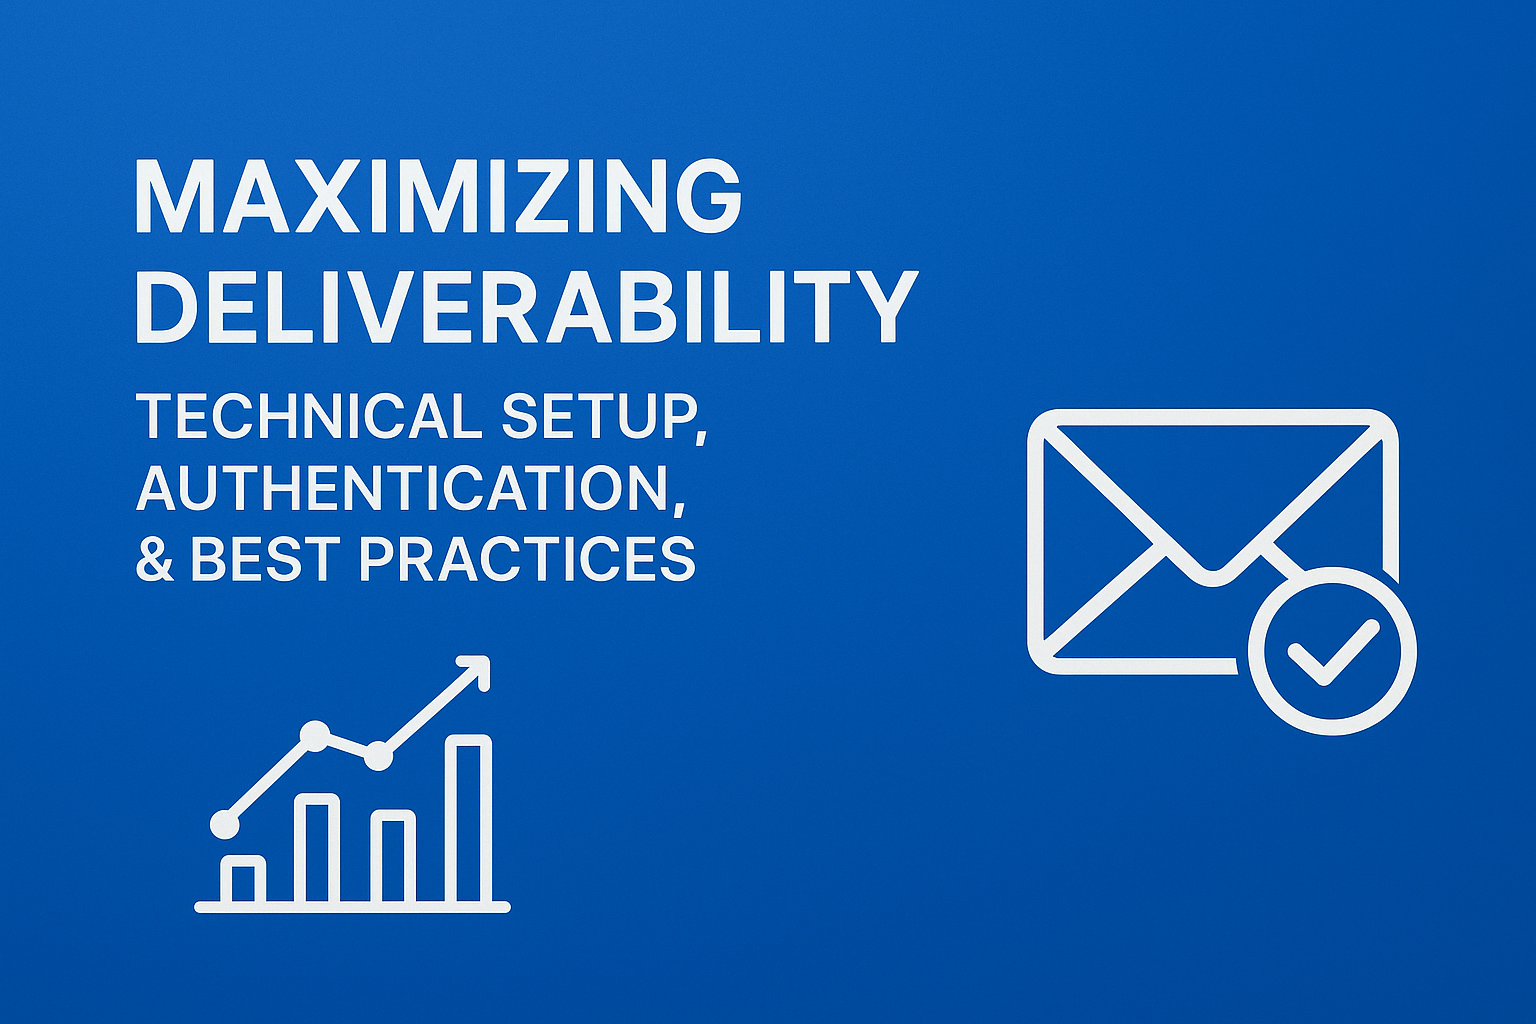 MAXIMIZING
DELIVERABILITY
TECHNICAL SETUP,
AUTHENTICATION,
& BEST PRACTICES